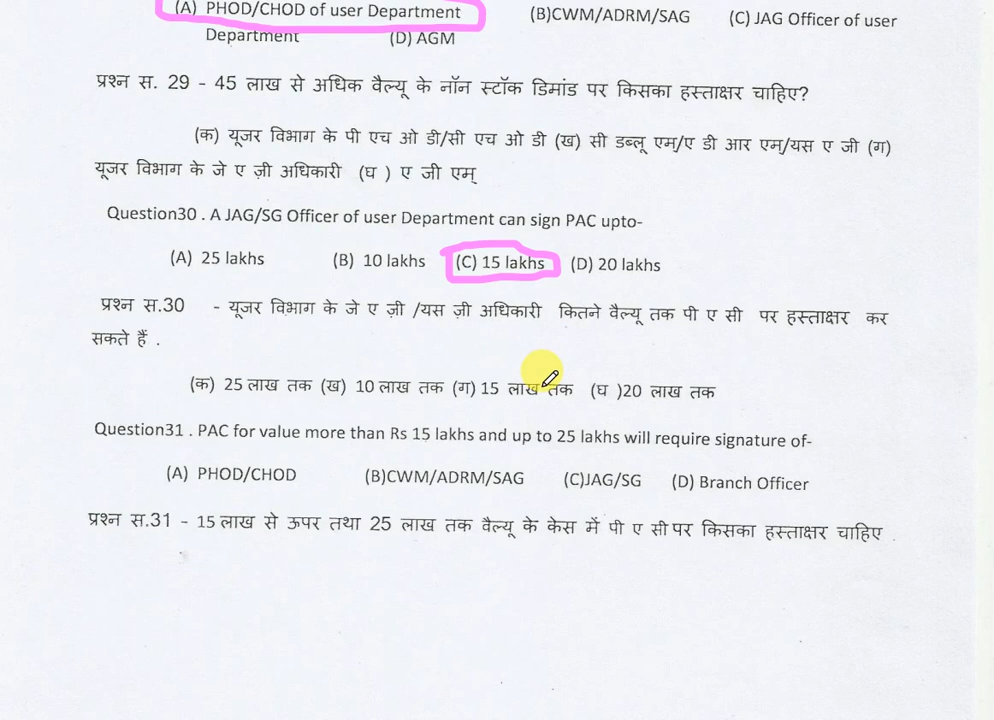 (A) PHOD/CHOD of user Department (B)CWM/ADRM/SAG (C) JAG Officer of user
Department (D) AGM
प्रश्न स. 29 - 45 लाख से अधिक वैल्यू के नॉन स्टॉक डिमांड पर किसका हस्ताक्षर चाहिए?
(क) यूजर विभाग के पी एच ओ डी/सी एच ओ डी (ख) सी डब्लू एम/ए डी आर एम/यस ए जी (ग)
यूजर विभाग के जे ए ज़ी अधिकारी (घ ) ए जी एम्
Question30 . A JAG/SG Officer of user Department can sign PAC upto-
(A) 25 lakhs (B) 10 lakhs (C) 15 lakhs (D) 20 lakhs
प्रश्न स.30 - यूजर विभाग के जे ए ज़ी /यस ज़ी अधिकारी कितने वैल्यू तक पी ए सी पर हस्ताक्षर कर
सकते हैं .
(क) 25 लाख तक (ख) 10 लाख तक (ग) 15 लाख तक (घ )20 लाख तक
Question31 . PAC for value more than Rs 15 lakhs and up to 25 lakhs will require signature of-
(A) PHOD/CHOD (B)CWM/ADRM/SAG (C)JAG/SG (D) Branch Officer
प्रश्न स.31 - 15 लाख से ऊपर तथा 25 लाख तक वैल्यू के केस में पी ए सी पर किसका हस्ताक्षर चाहिए .